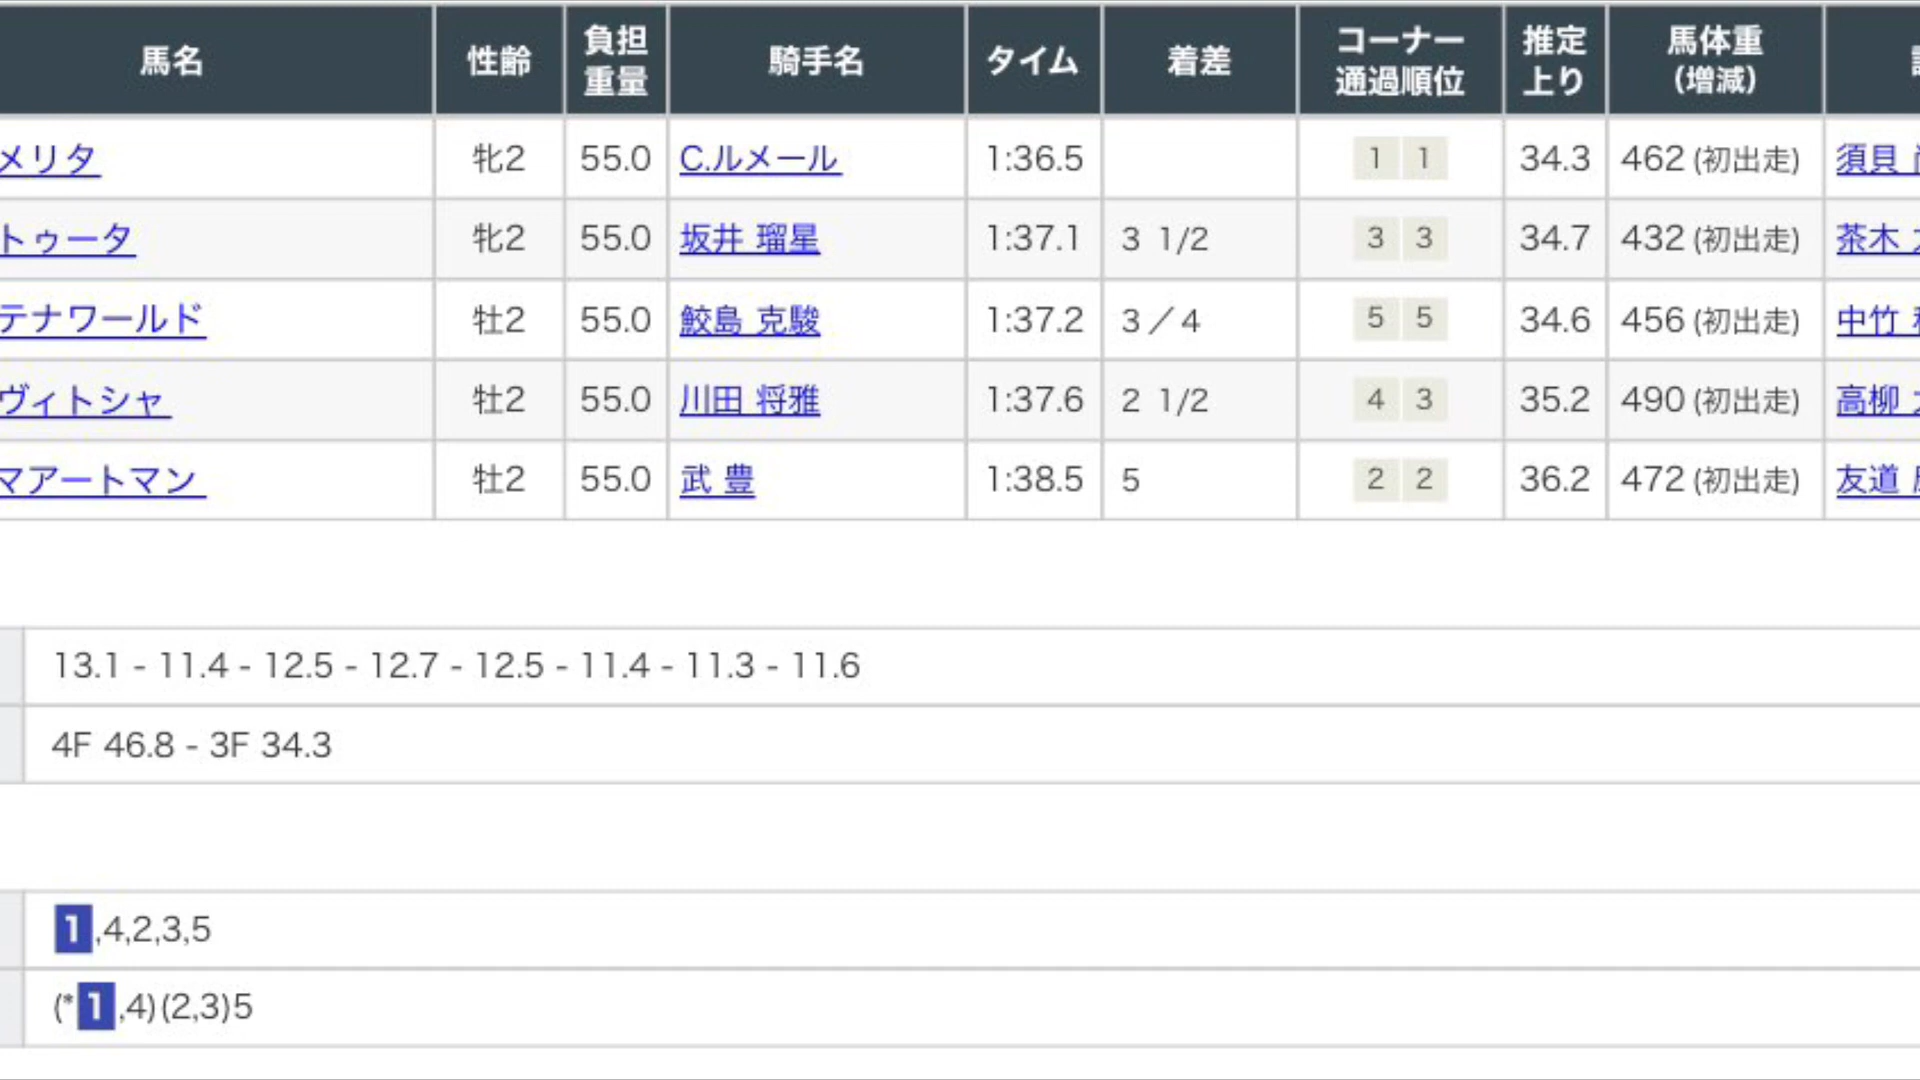 馬名 性齢 負担重量 騎手名 タイム 着差 コーナー通過順位 推定上り 馬体重(増減)
メリタ 牝2 55.0 C.ルメール 1:36.5 1 1 34.3 462 (初出走) 須貝
トゥータ 牝2 55.0 坂井 瑠星 1:37.1 3 1/2 3 3 34.7 432 (初出走) 茶木
テナワールド 牡2 55.0 鮫島 克駿 1:37.2 3／4 5 5 34.6 456 (初出走) 中竹
ヴィトシャ 牡2 55.0 川田 将雅 1:37.6 2 1/2 4 3 35.2 490 (初出走) 高柳
マアートマン 牡2 55.0 武 豊 1:38.5 5 2 2 36.2 472 (初出走) 友道
13.1 - 11.4 - 12.5 - 12.7 - 12.5 - 11.4 - 11.3 - 11.6
4F 46.8 - 3F 34.3
1,4,2,3,5
(*1,4)(2,3)5